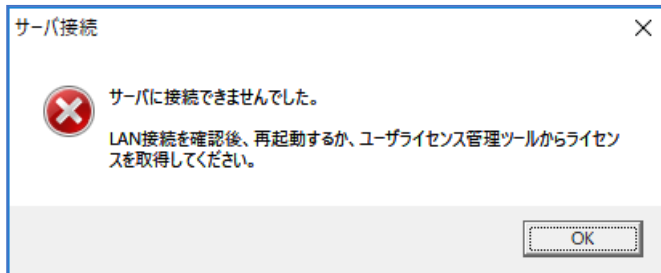 サーバ接続
サーバに接続できませんでした。
LAN接続を確認後、再起動するか、ユーザライセンス管理ツールからライセン
スを取得してください。
OK